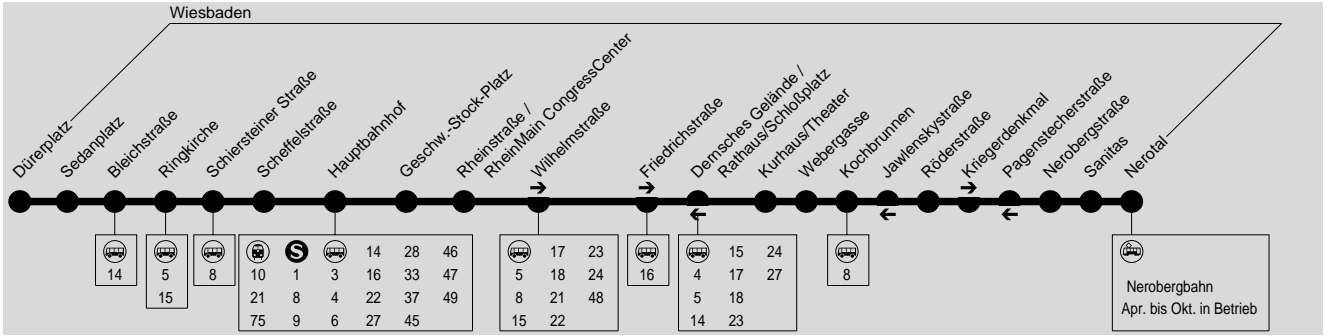 Wiesbaden
Dürerplatz
Sedanplatz
Bleichstraße
Ringkirche
Schiersteiner Straße
Scheffelstraße
Hauptbahnhof
Geschw.-Stock-Platz
Rheinstraße /
RheinMain CongressCenter
Wilhelmstraße
Friedrichstraße
Dernsches Gelände /
Rathaus/Schloßplatz
Kurhaus/Theater
Webergasse
Kochbrunnen
Jawlenskystraße
Röderstraße
Kriegerdenkmal
Pagenstecherstraße
Nerobergstraße
Sanitas
Nerotal
14
5
15
8
S 14 28 46
10 1 3 16 33 47
21 8 4 22 37 49
75 9 6 27 45
17 23
5 18 24
8 21 48
15 22
16
15 24
4 17 27
5 18
14 23
8
Nerobergbahn
Apr. bis Okt. in Betrieb